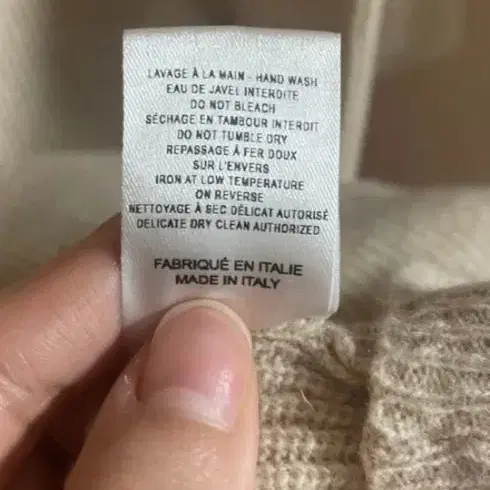 LAVAGE À LA MAIN - HAND WASH
EAU DE JAVEL INTERDITE
DO NOT BLEACH
SÉCHAGE EN TAMBOUR INTERDIT
DO NOT TUMBLE DRY
REPASSAGE À FER DOUX
SUR L'ENVERS
IRON AT LOW TEMPERATURE
ON REVERSE
NETTOYAGE À SEC DÉLICAT AUTORISÉ
DELICATE DRY CLEAN AUTHORIZED
FABRIQUÉ EN ITALIE
MADE IN ITALY